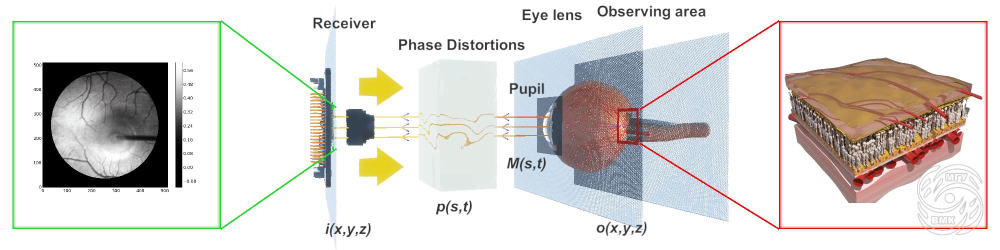 Receiver
Phase Distortions
Eye lens
Observing area
Pupil
M(s,t)
p(s,t)
i(x,y,z)
o(x,y,z)
500
400
300
200
100
0
0
100
200
300
400
500
0.56
0.48
0.40
0.32
0.24
0.16
0.08
0.00
−0.08
МГУ
ВМК